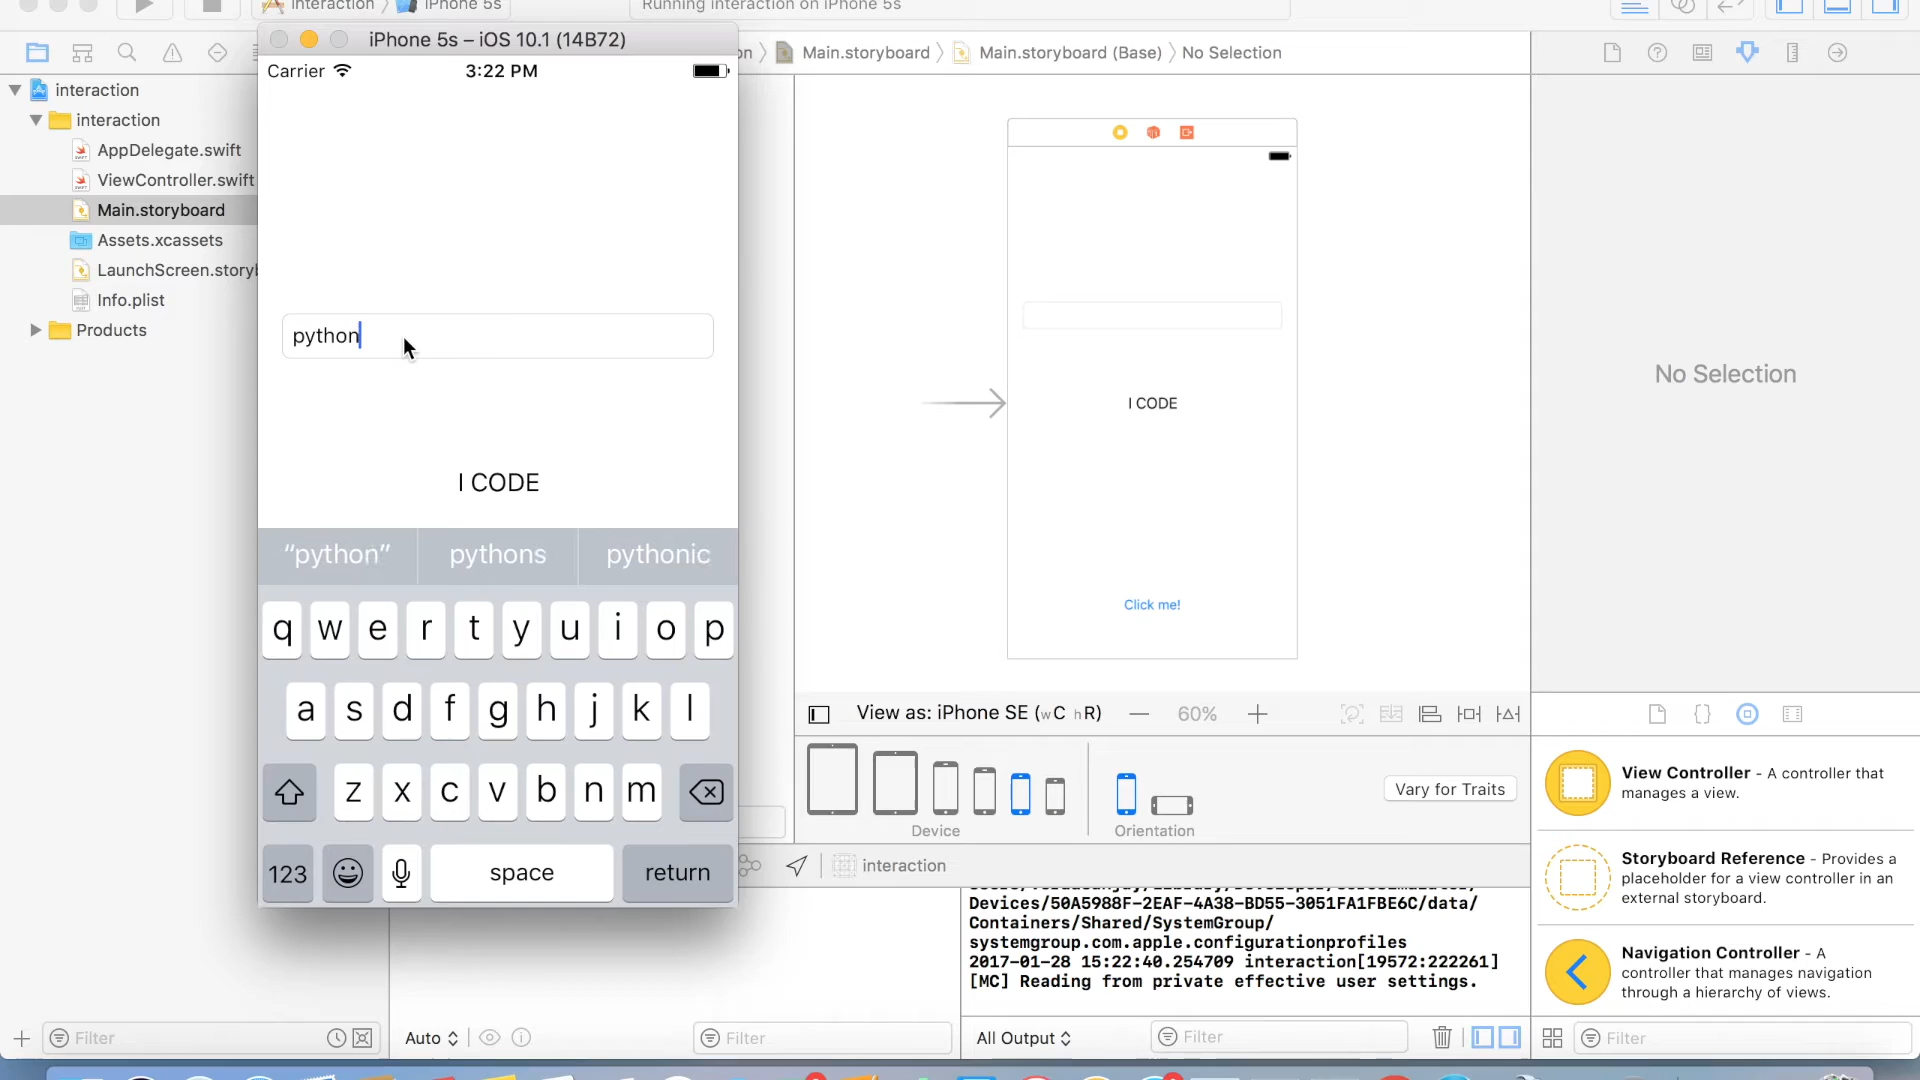 interaction
iPhone 5s
Running interaction on iPhone 5s
iPhone 5s – iOS 10.1 (14B72)
on
Main.storyboard
Main.storyboard (Base)
No Selection
Carrier
3:22 PM
interaction
interaction
AppDelegate.swift
ViewController.swift
Main.storyboard
Assets.xcassets
LaunchScreen.storyb
Info.plist
Products
python
I CODE
"python"
pythons
pythonic
q w e r t y u i o p
a s d f g h j k l
z x c v b n m
123
space
return
I CODE
Click me!
View as: iPhone SE (wC hR)
60%
Device
Orientation
Vary for Traits
interaction
Devices/50A5988F-2EAF-4A38-BD55-3051FA1FBE6C/data/
Containers/Shared/SystemGroup/
systemgroup.com.apple.configurationprofiles
2017-01-28 15:22:40.254709 interaction[19572:222261]
[MC] Reading from private effective user settings.
No Selection
View Controller - A controller that
manages a view.
Storyboard Reference - Provides a
placeholder for a view controller in an
external storyboard.
Navigation Controller - A
controller that manages navigation
through a hierarchy of views.
Filter
Auto
Filter
All Output
Filter
Filter